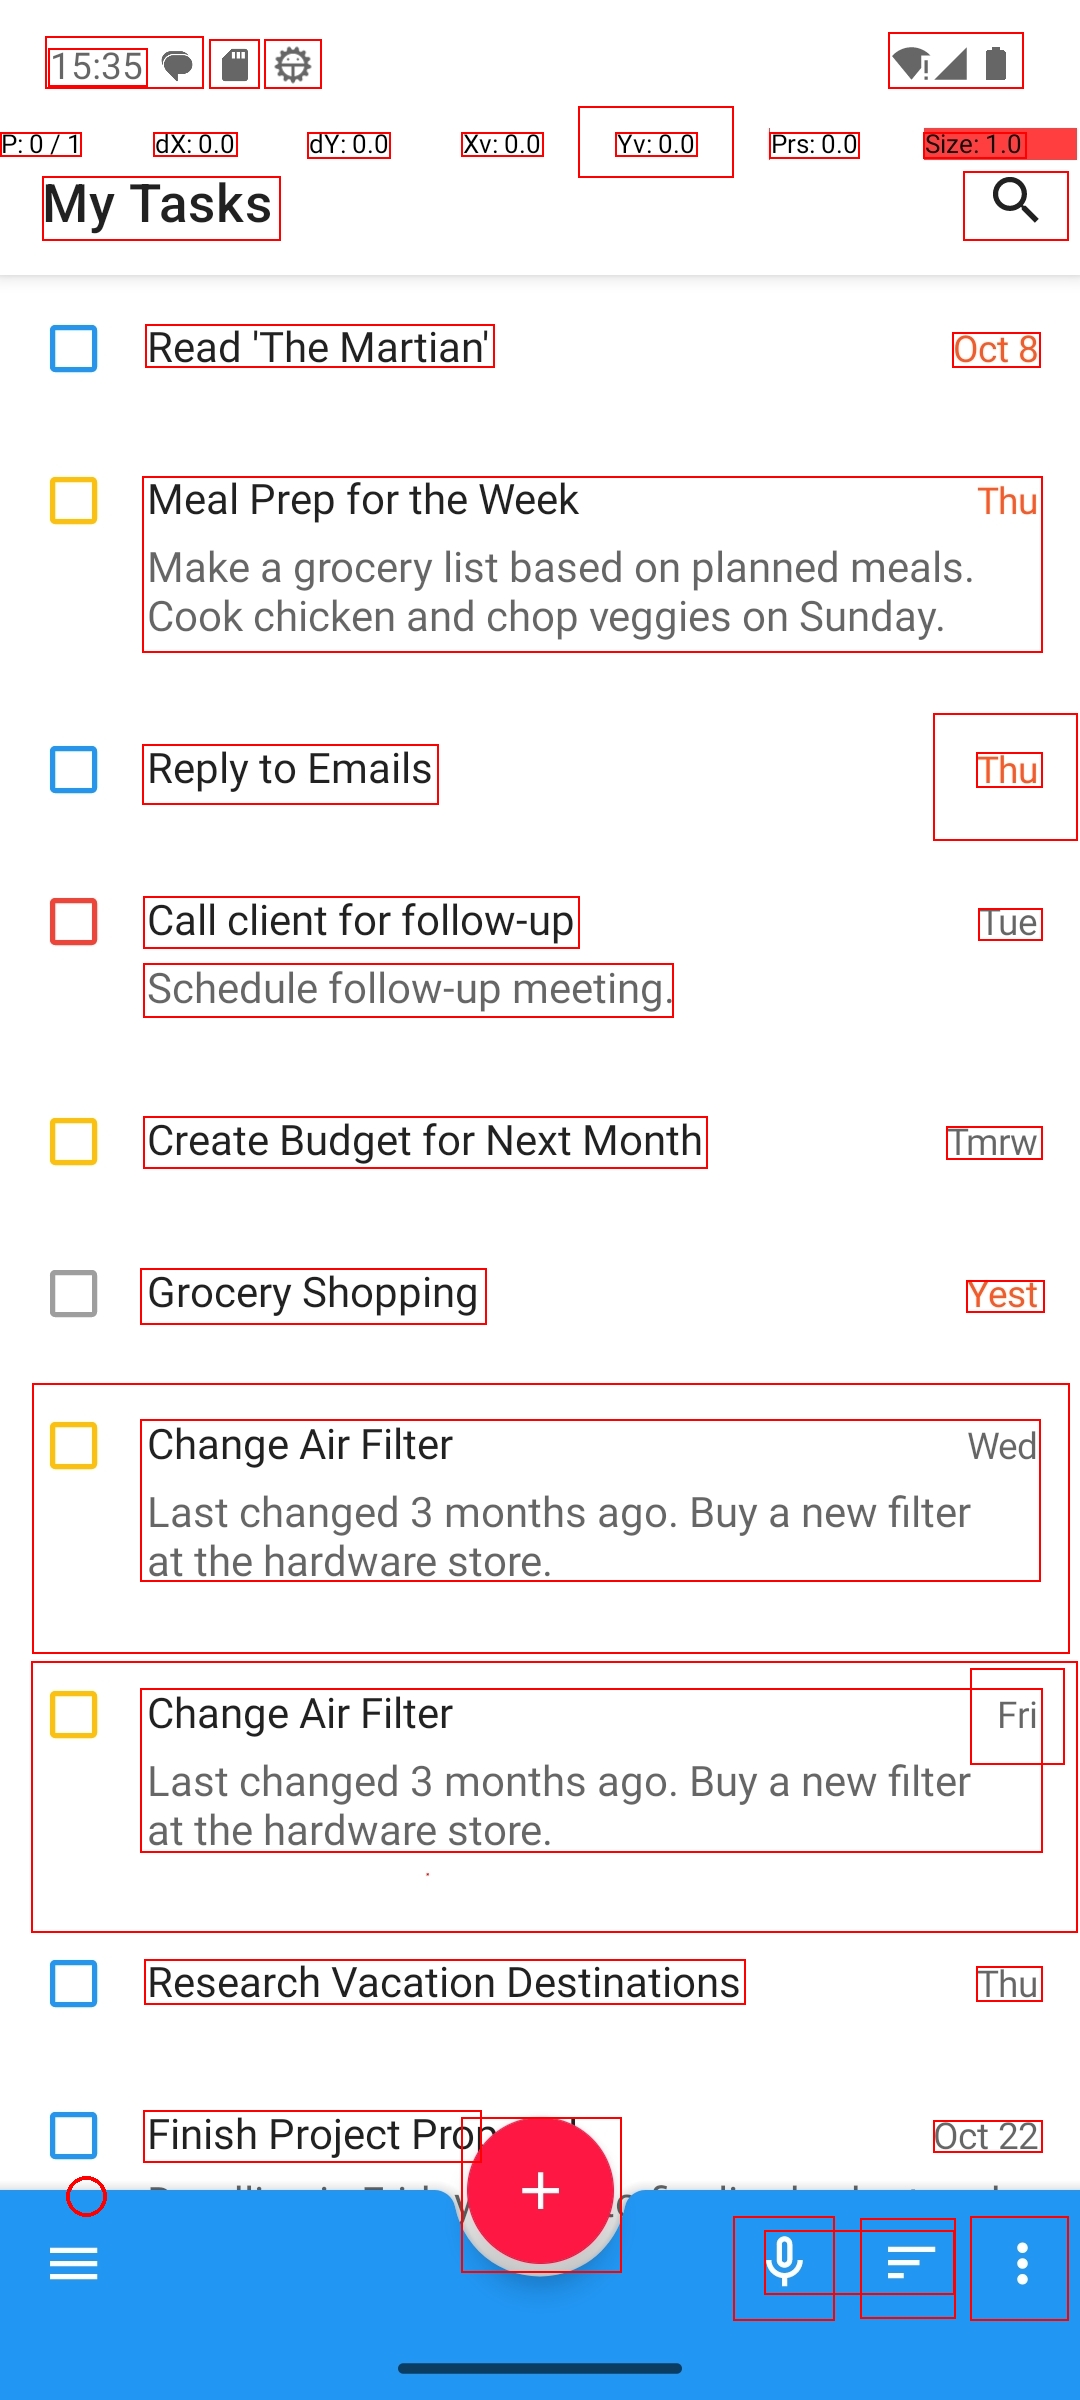 15:35
P: 0 / 1 dX: 0.0 dY: 0.0 Xv: 0.0 Yv: 0.0 Prs: 0.0 Size: 1.0
My Tasks
Read 'The Martian' Oct 8
Meal Prep for the Week Thu
Make a grocery list based on planned meals.
Cook chicken and chop veggies on Sunday.
Reply to Emails Thu
Call client for follow-up Tue
Schedule follow-up meeting.
Create Budget for Next Month Tmrw
Grocery Shopping Yest
Change Air Filter Wed
Last changed 3 months ago. Buy a new filter
at the hardware store.
Change Air Filter Fri
Last changed 3 months ago. Buy a new filter
at the hardware store.
Research Vacation Destinations Thu
Finish Project Oct 22